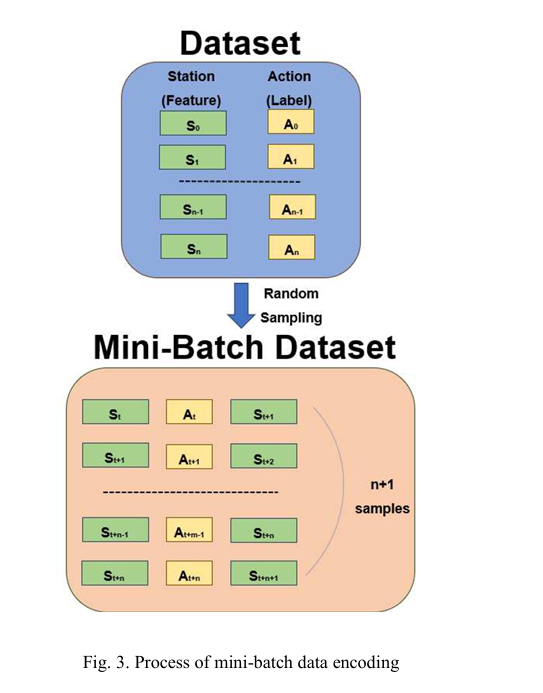 Dataset
Station Action
(Feature) (Label)
S0 A0
S1 A1
Sn-1 An-1
Sn An
Random
Sampling
Mini-Batch Dataset
St At St+1
St+1 At+1 St+2
n+1
samples
St+n-1 At+m-1 St+n
St+n At+n St+n+1
Fig. 3. Process of mini-batch data encoding